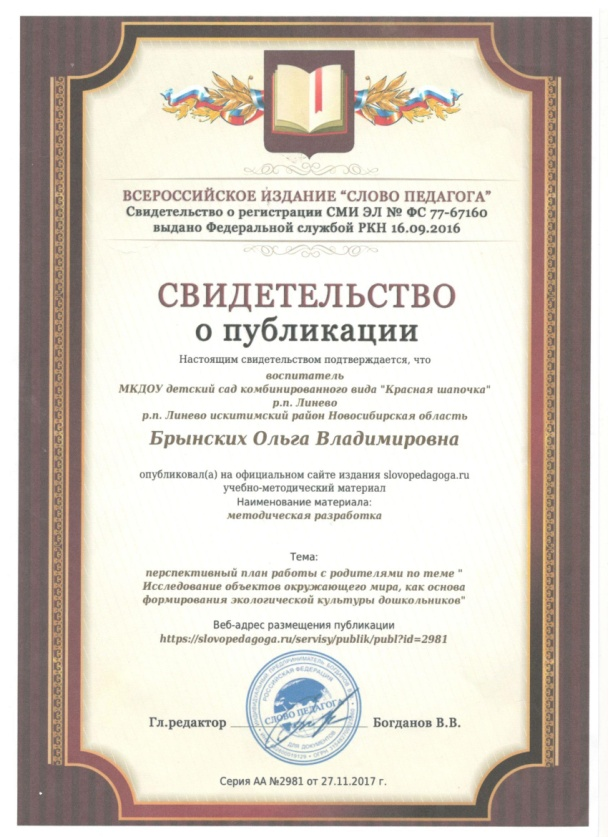 ВСЕРОССИЙСКОЕ ИЗДАНИЕ “СЛОВО ПЕДАГОГА”
Свидетельство о регистрации СМИ ЭЛ № ФС 77-67160
выдано Федеральной службой РКН 16.09.2016
СВИДЕТЕЛЬСТВО
о публикации
Настоящим свидетельством подтверждается, что
воспитатель
МКДОУ детский сад комбинированного вида "Красная шапочка"
р.п. Линево
р.п. Линево искитимский район Новосибирская область
Брынских Ольга Владимировна
опубликовал(а) на официальном сайте издания slovopedagoga.ru
учебно-методический материал
Наименование материала:
методическая разработка
Тема:
перспективный план работы с родителями по теме "
Исследование объектов окружающего мира, как основа
формирования экологической культуры дошкольников"
Веб-адрес размещения публикации
https://slovopedagoga.ru/servisy/publik/publ?id=2981
РОССИЙСКАЯ ФЕДЕРАЦИЯ
СЛОВО ПЕДАГОГА
ДЛЯ ДОКУМЕНТОВ
Гл.редактор
Богданов В.В.
Серия АА №2981 от 27.11.2017 г.